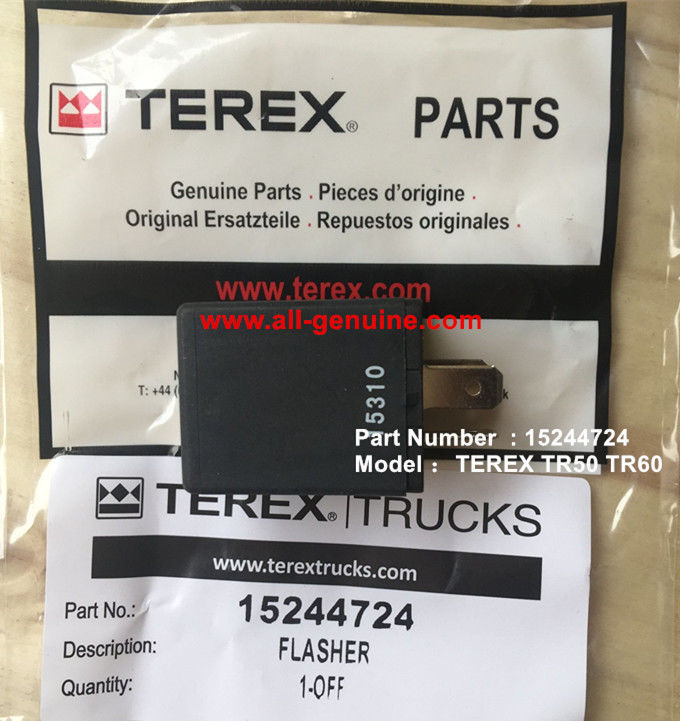 TEREX® PARTS
Genuine Parts . Pieces d'origine .
Original Ersatzteile . Repuestos originales .
www.terex.com
www.all-genuine.com
T: +44 (
15310
Part Number : 15244724
Model : TEREX TR50 TR60
TEREX® TRUCKS
www.terextrucks.com
Part No.: 15244724
Description: FLASHER
Quantity: 1-OFF